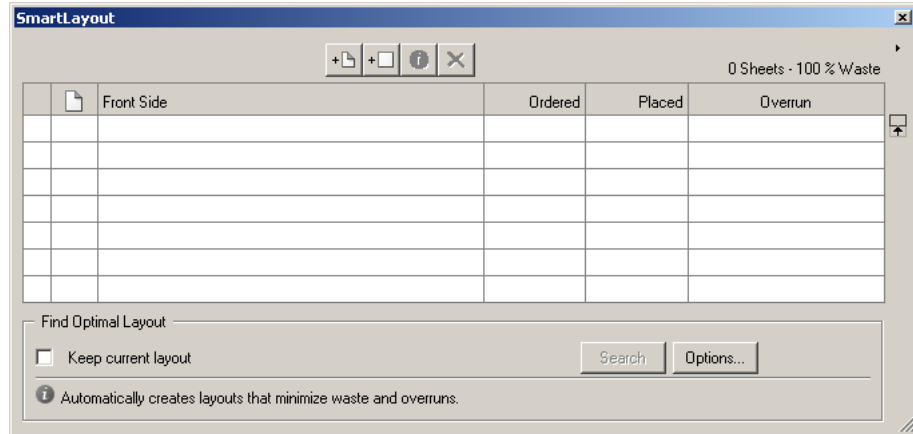 SmartLayout
0 Sheets - 100 % Waste
Front Side Ordered Placed Overrun
Find Optimal Layout
Keep current layout Search Options...
Automatically creates layouts that minimize waste and overruns.